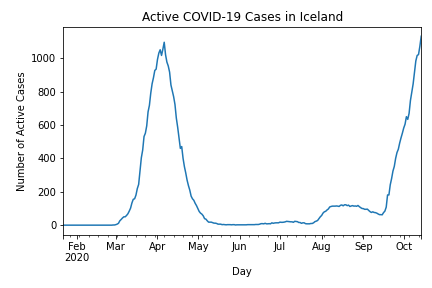 Active COVID-19 Cases in Iceland
Number of Active Cases
1000
800
600
400
200
0
Feb Mar Apr May Jun Jul Aug Sep Oct
2020
Day